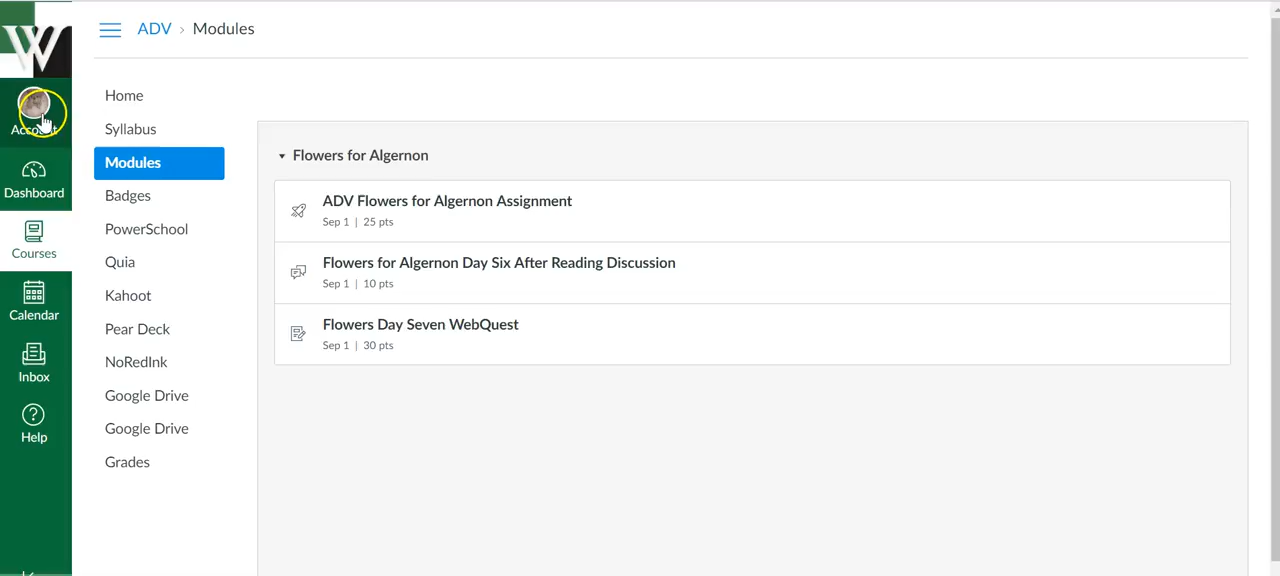 W
ADV › Modules
Account
Dashboard
Courses
Calendar
Inbox
Help
Home
Syllabus
Modules
Badges
PowerSchool
Quia
Kahoot
Pear Deck
NoRedInk
Google Drive
Google Drive
Grades
Flowers for Algernon
ADV Flowers for Algernon Assignment
Sep 1 | 25 pts
Flowers for Algernon Day Six After Reading Discussion
Sep 1 | 10 pts
Flowers Day Seven WebQuest
Sep 1 | 30 pts